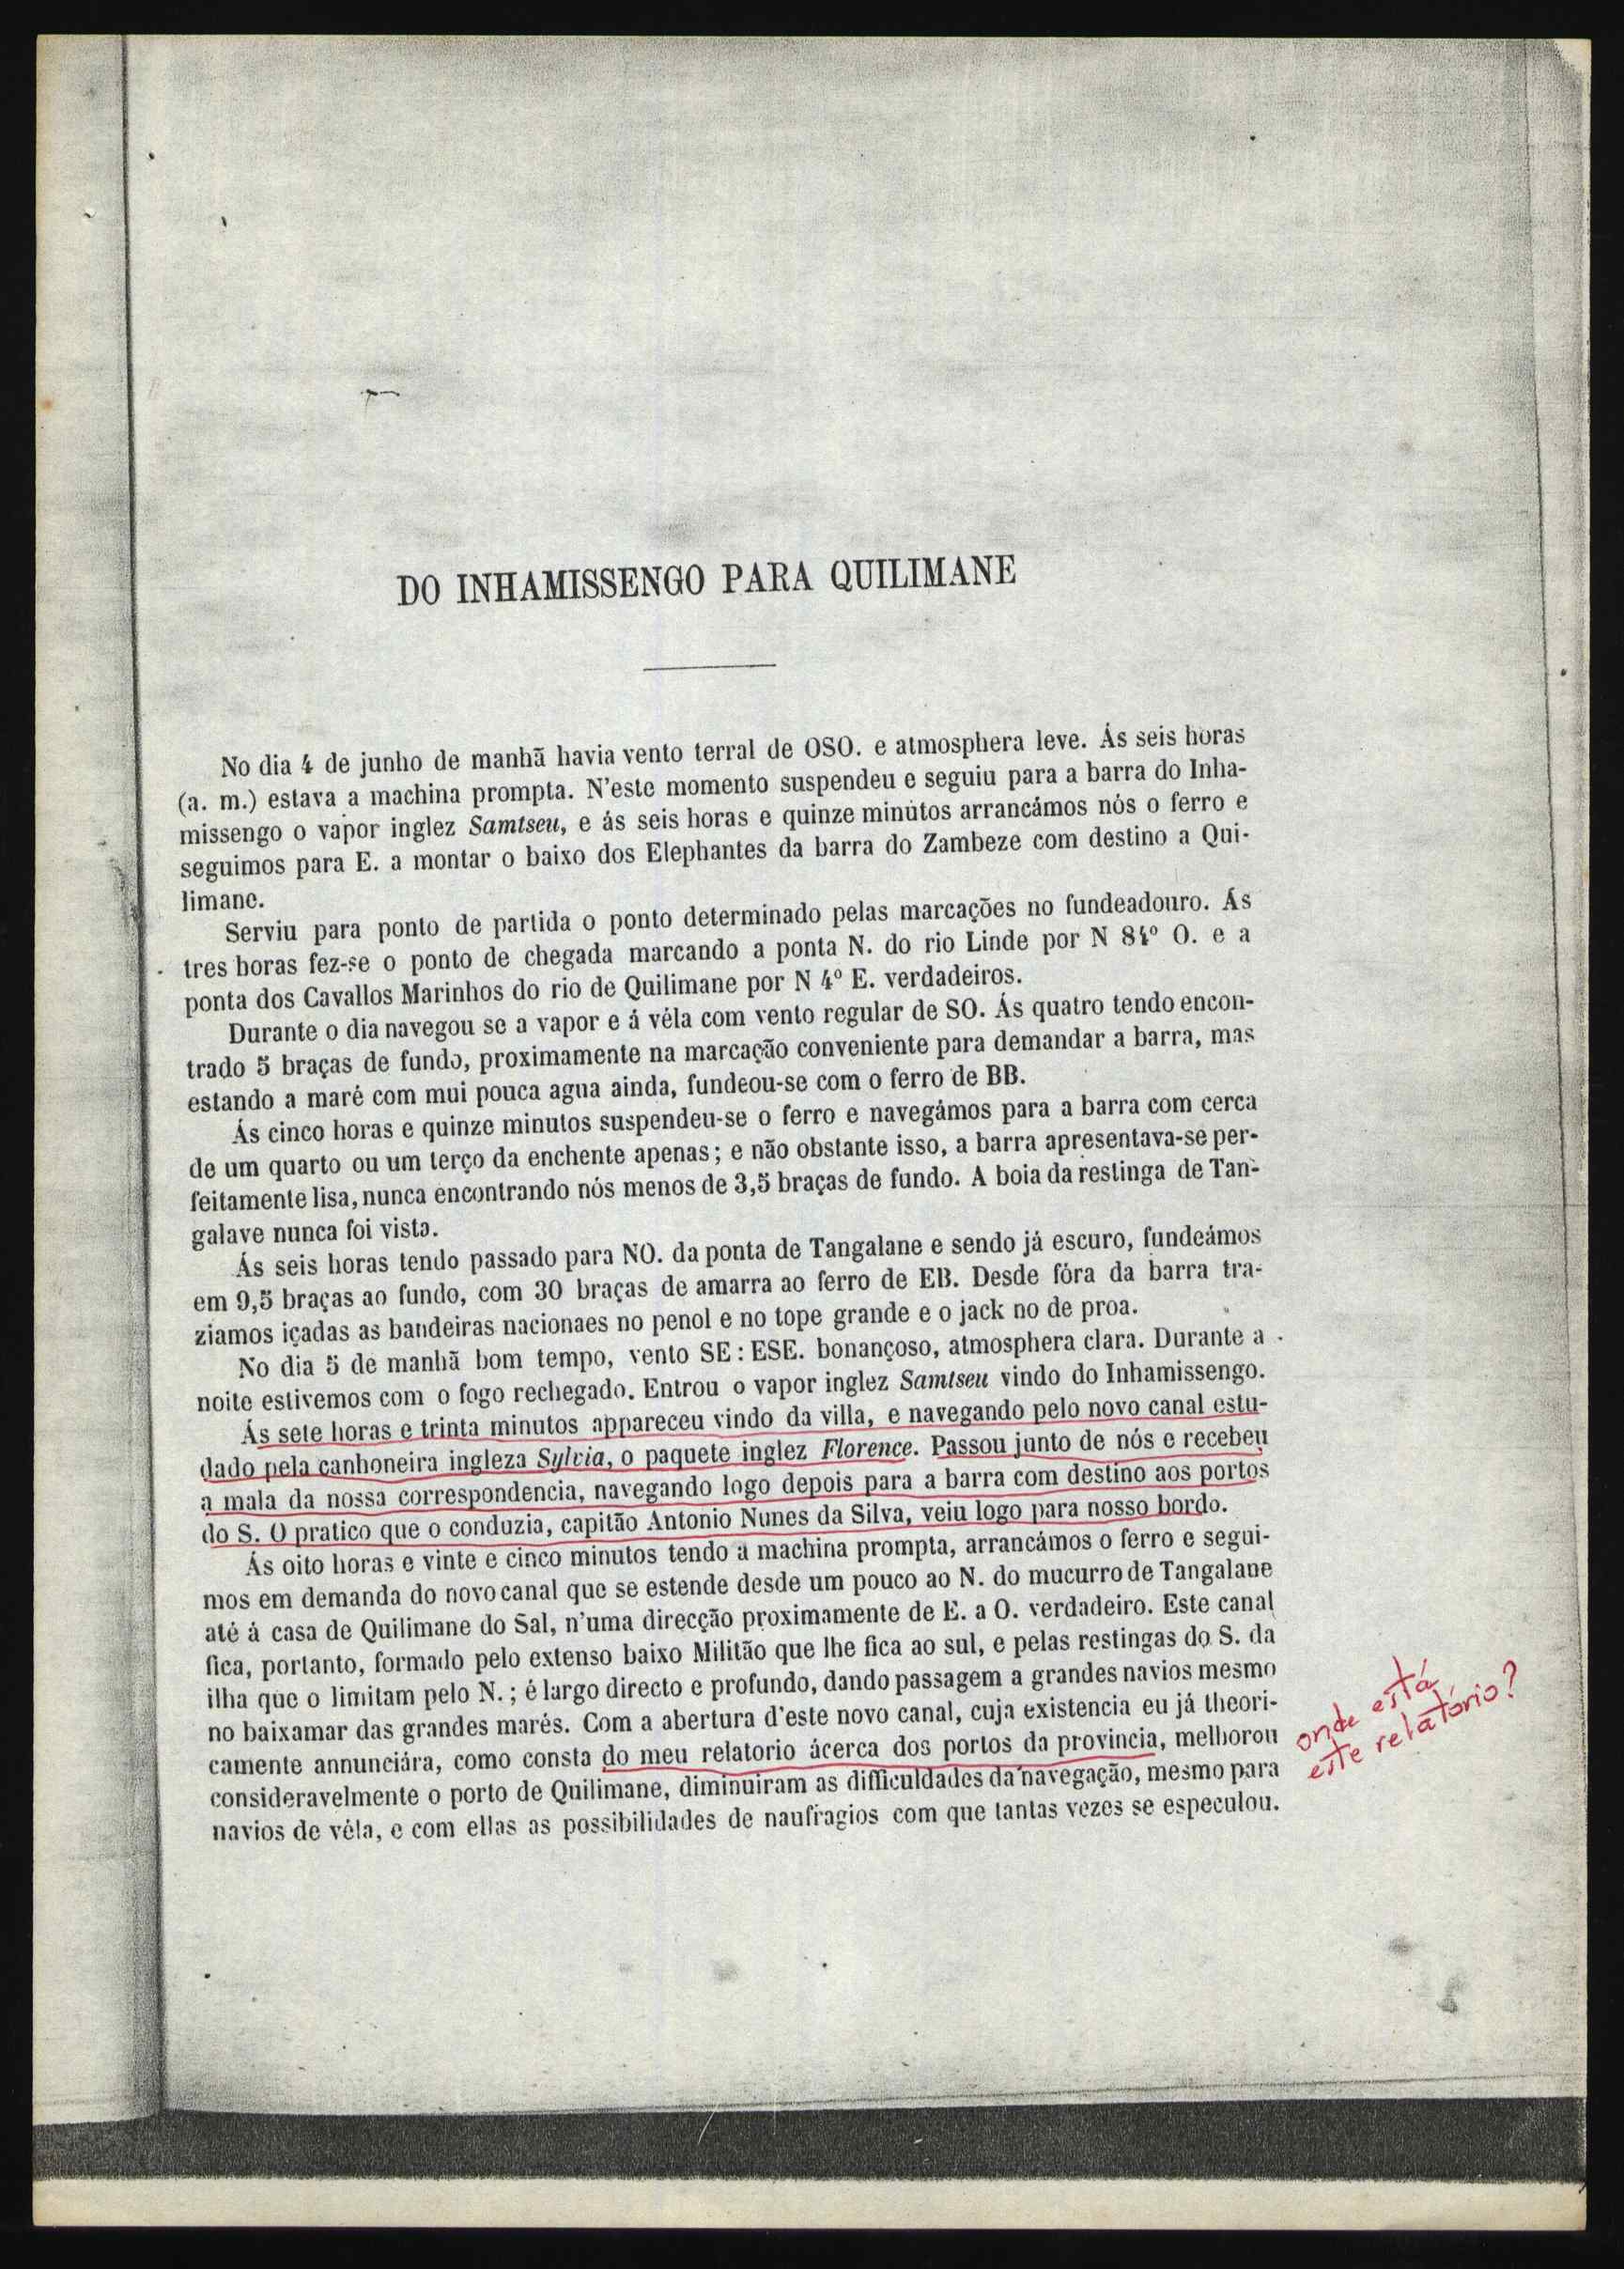 DO INHAMISSENGO PARA QUILIMANE
No dia 4 de junho de manhã havia vento terral de OSO. e atmosphera leve. Ás seis horas
(a. m.) estava a machina prompta. N'este momento suspendeu e seguiu para a barra do Inha-
missengo o vapor inglez Samtseu, e ás seis horas e quinze minutos arrancámos nós o ferro e
seguimos para E. a montar o baixo dos Elephantes da barra do Zambeze com destino a Qui-
limane.
Serviu para ponto de partida o ponto determinado pelas marcações no fundeadouro. Ás
tres horas fez-se o ponto de chegada marcando a ponta N. do rio Linde por N 84º O. e a
ponta dos Cavallos Marinhos do rio de Quilimane por N 4º E. verdadeiros.
Durante o dia navegou se a vapor e á véla com vento regular de SO. Ás quatro tendo encon-
trado 5 braças de fundo, proximamente na marcação conveniente para demandar a barra, mas
estando a maré com mui pouca agua ainda, fundeou-se com o ferro de BB.
Ás cinco horas e quinze minutos suspendeu-se o ferro e navegámos para a barra com cerca
de um quarto ou um terço da enchente apenas; e não obstante isso, a barra apresentava-se per-
feitamente lisa, nunca encontrando nós menos de 3,5 braças de fundo. A boia da restinga de Tan-
galave nunca foi vista.
Ás seis horas tendo passado para NO. da ponta de Tangalane e sendo já escuro, fundeámos
em 9,5 braças ao fundo, com 30 braças de amarra ao ferro de EB. Desde fóra da barra tra-
ziamos içadas as bandeiras nacionaes no penol e no tope grande e o jack no de proa.
No dia 5 de manhã bom tempo, vento SE: ESE. bonançoso, atmosphera clara. Durante a
noite estivemos com o fogo rechegado. Entrou o vapor inglez Samtseu vindo do Inhamissengo.
Ás sete horas e trinta minutos appareceu vindo da villa, e navegando pelo novo canal estu-
dado pela canhoneira ingleza Sylvia, o paquete inglez Florence. Passou junto de nós e recebeu
a mala da nossa correspondencia, navegando logo depois para a barra com destino aos portos
do S. O pratico que o conduzia, capitão Antonio Nunes da Silva, veiu logo para nosso bordo.
Ás oito horas e vinte e cinco minutos tendo a machina prompta, arrancámos o ferro e segui-
mos em demanda do novo canal que se estende desde um pouco ao N. do mucurro de Tangalane
até á casa de Quilimane do Sal, n'uma direcção proximamente de E. a O. verdadeiro. Este canal
fica, portanto, formado pelo extenso baixo Militão que lhe fica ao sul, e pelas restingas do S. da
ilha que o limitam pelo N.; é largo directo e profundo, dando passagem a grandes navios mesmo
no baixamar das grandes marés. Com a abertura d'este novo canal, cuja existencia eu já theori-
camente annunciára, como consta do meu relatorio ácerca dos portos da provincia, melhorou
consideravelmente o porto de Quilimane, diminuiram as difficuldades da navegação, mesmo para
navios de véla, e com ellas as possibilidades de naufragios com que tantas vezes se especulou.
onde está
este relatório?